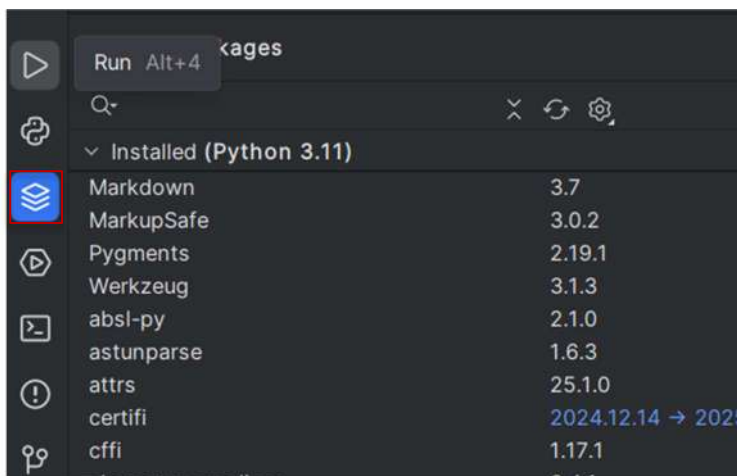 kages
Run Alt+4
Installed (Python 3.11)
Markdown 3.7
MarkupSafe 3.0.2
Pygments 2.19.1
Werkzeug 3.1.3
absl-py 2.1.0
astunparse 1.6.3
attrs 25.1.0
certifi 2024.12.14 → 2025
cffi 1.17.1